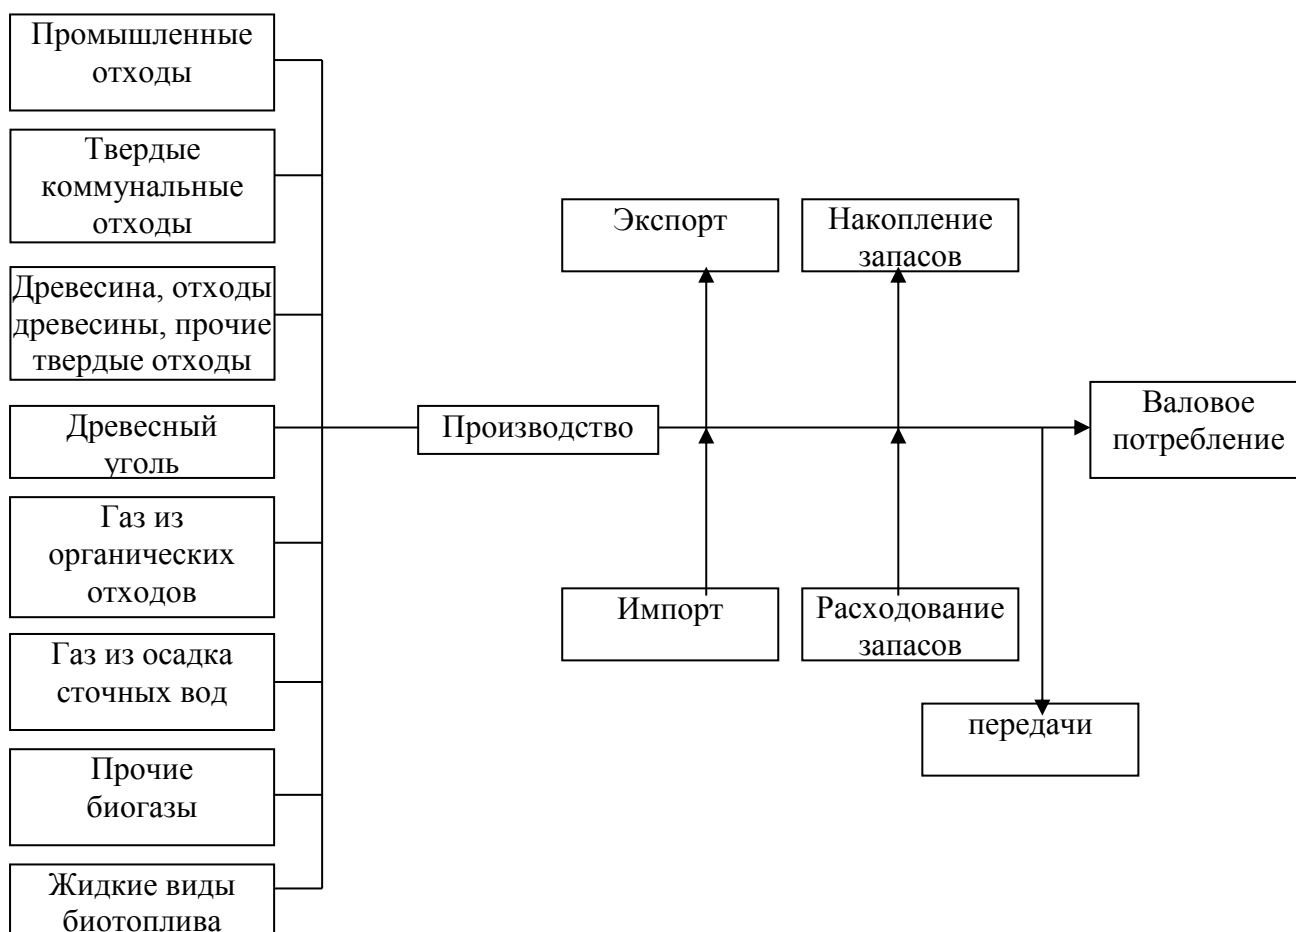 Промышленные
отходы
Твердые
коммунальные
отходы
Древесина, отходы
древесины, прочие
твердые отходы
Древесный
уголь
Газ из
органических
отходов
Газ из осадка
сточных вод
Прочие
биогазы
Жидкие виды
биотоплива
Производство
Экспорт
Импорт
Накопление
запасов
Расходование
запасов
передачи
Валовое
потребление